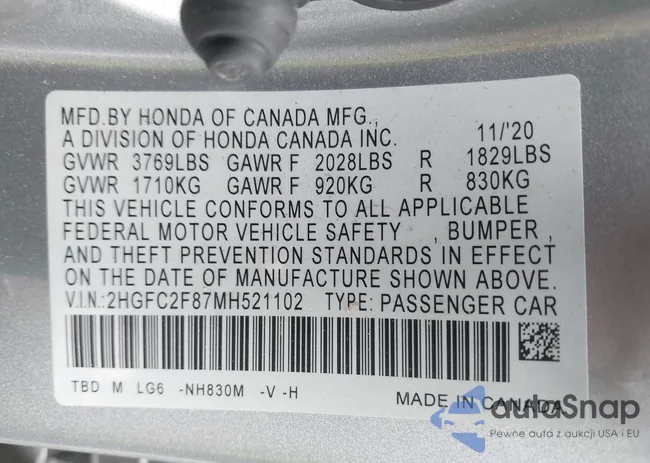 MFD.BY HONDA OF CANADA MFG.,
A DIVISION OF HONDA CANADA INC. 11/'20
GVWR 3769LBS GAWR F 2028LBS R 1829LBS
GVWR 1710KG GAWR F 920KG R 830KG
THIS VEHICLE CONFORMS TO ALL APPLICABLE
FEDERAL MOTOR VEHICLE SAFETY , BUMPER ,
AND THEFT PREVENTION STANDARDS IN EFFECT
ON THE DATE OF MANUFACTURE SHOWN ABOVE.
V.I.N.:2HGFC2F87MH521102 TYPE: PASSENGER CAR
TBD M LG6 -NH830M -V -H
MADE IN CANADA
autaSnap
Pewne auta z aukcji USA i EU